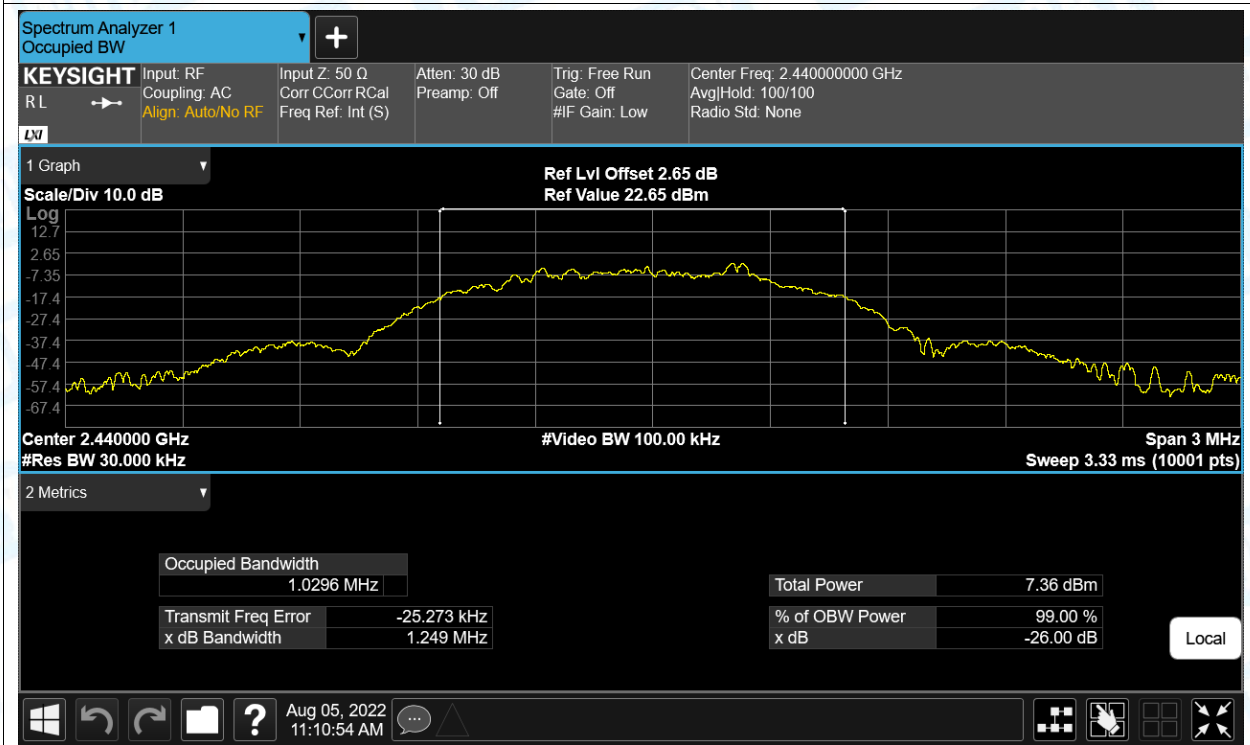 Spectrum Analyzer 1
Occupied BW
KEYSIGHT
R L
LXI
Input: RF
Coupling: AC
Align: Auto/No RF
Input Z: 50 Ω
Corr CCorr RCal
Freq Ref: Int (S)
Atten: 30 dB
Preamp: Off
Trig: Free Run
Gate: Off
#IF Gain: Low
Center Freq: 2.440000000 GHz
Avg|Hold: 100/100
Radio Std: None
1 Graph
Scale/Div 10.0 dB
Ref Lvl Offset 2.65 dB
Ref Value 22.65 dBm
Log
12.7
2.65
-7.35
-17.4
-27.4
-37.4
-47.4
-57.4
-67.4
Center 2.440000 GHz
#Res BW 30.000 kHz
#Video BW 100.00 kHz
Span 3 MHz
Sweep 3.33 ms (10001 pts)
2 Metrics
Occupied Bandwidth
1.0296 MHz
Transmit Freq Error -25.273 kHz
x dB Bandwidth 1.249 MHz
Total Power 7.36 dBm
% of OBW Power 99.00 %
x dB -26.00 dB
Local
?
Aug 05, 2022
11:10:54 AM